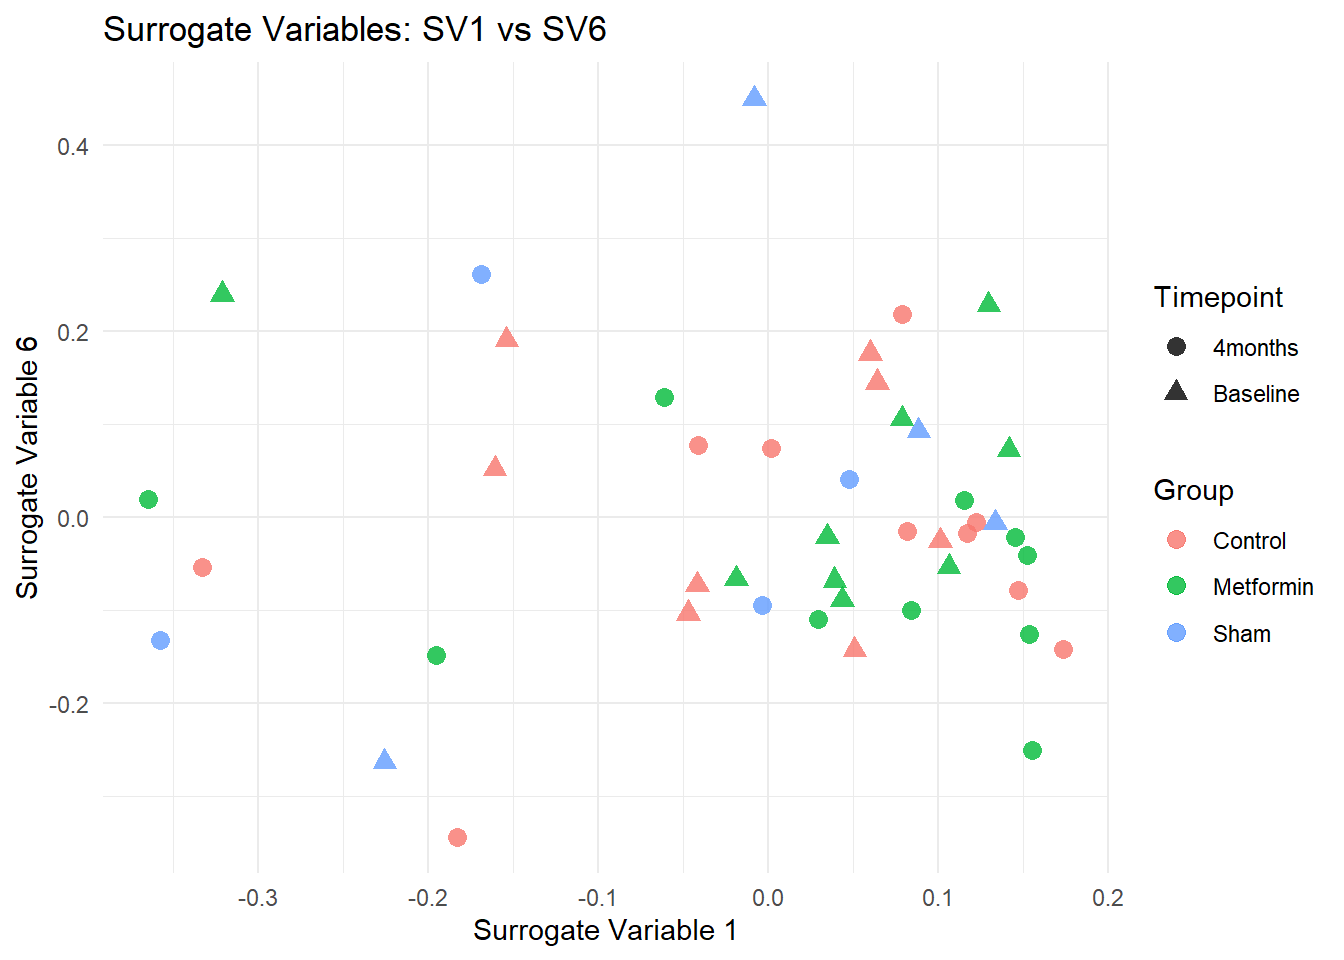 Surrogate Variables: SV1 vs SV6
0.4
0.2
0.0
-0.2
Surrogate Variable 6
-0.3
-0.2
-0.1
0.0
0.1
0.2
Surrogate Variable 1
Timepoint
4months
Baseline
Group
Control
Metformin
Sham